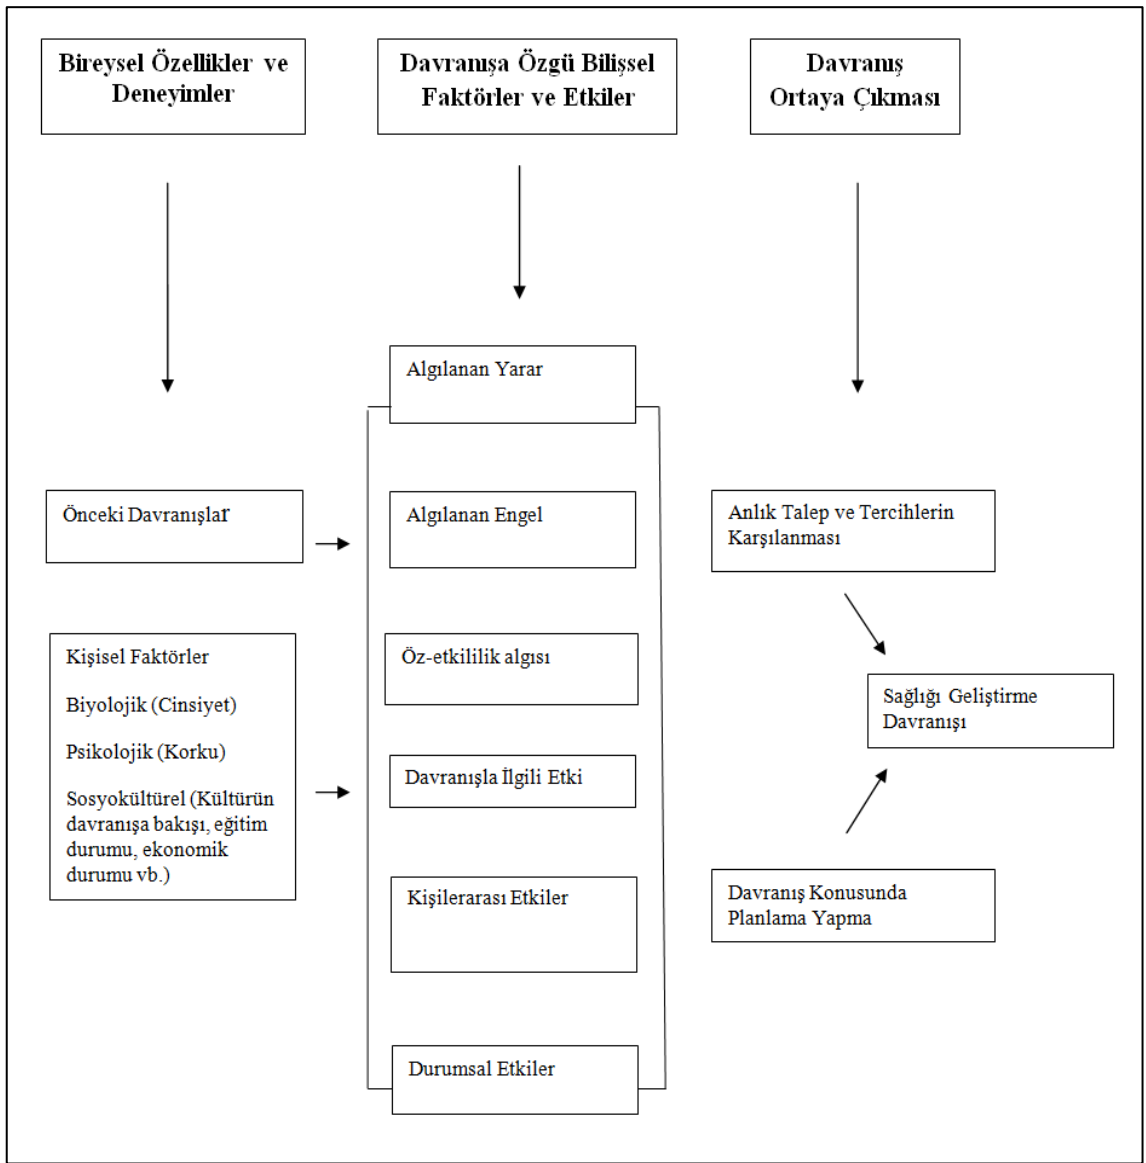 Bireysel Özellikler ve
Deneyimler
Davranışa Özgü Bilişsel
Faktörler ve Etkiler
Davranış
Ortaya Çıkması
Algılanan Yarar
Önceki Davranışlar
Algılanan Engel
Anlık Talep ve Tercihlerin
Karşılanması
Kişisel Faktörler
Biyolojik (Cinsiyet)
Psikolojik (Korku)
Sosyokültürel (Kültürün
davranışa bakışı, eğitim
durumu, ekonomik
durumu vb.)
Öz-etkililik algısı
Sağlığı Geliştirme
Davranışı
Davranışla İlgili Etki
Kişilerarası Etkiler
Davranış Konusunda
Planlama Yapma
Durumsal Etkiler